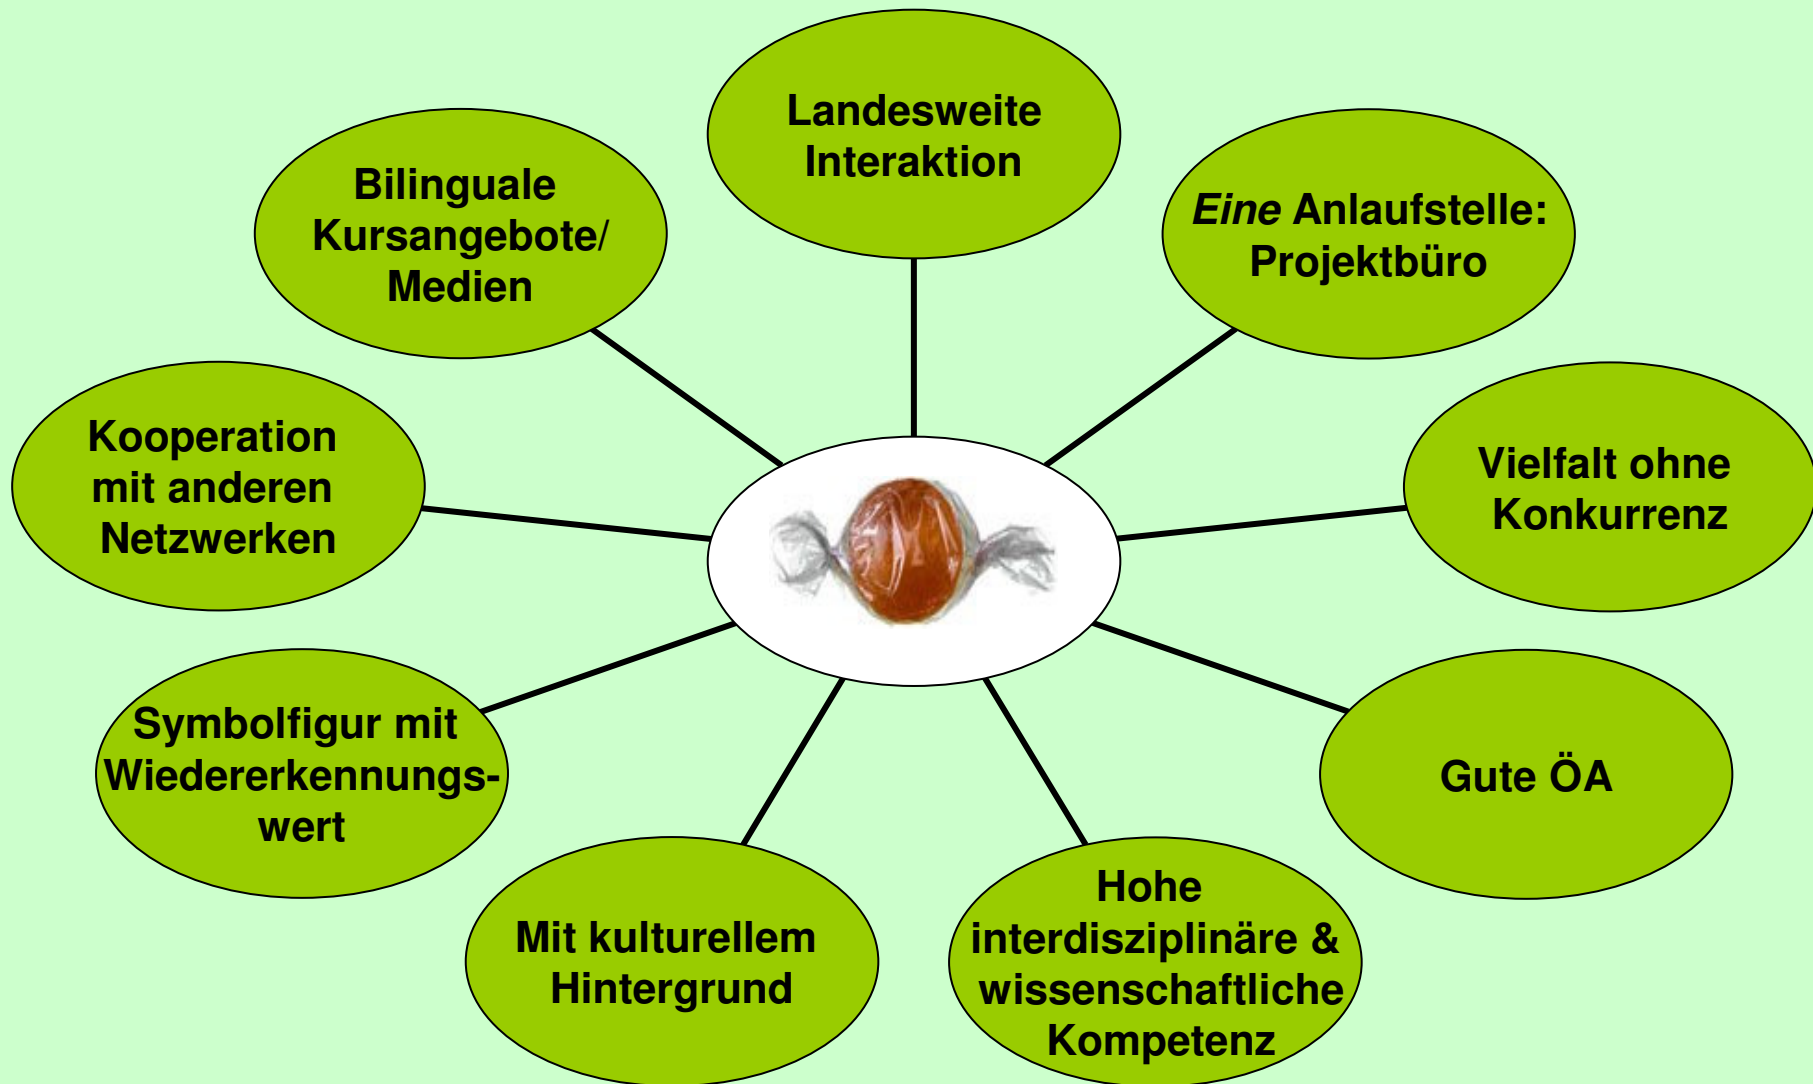 Landesweite
Interaktion
Eine Anlaufstelle:
Projektbüro
Vielfalt ohne
Konkurrenz
Gute ÖA
Hohe
interdisziplinäre &
wissenschaftliche
Kompetenz
Mit kulturellem
Hintergrund
Symbolfigur mit
Wiedererkennungs-
wert
Kooperation
mit anderen
Netzwerken
Bilinguale
Kursangebote/
Medien